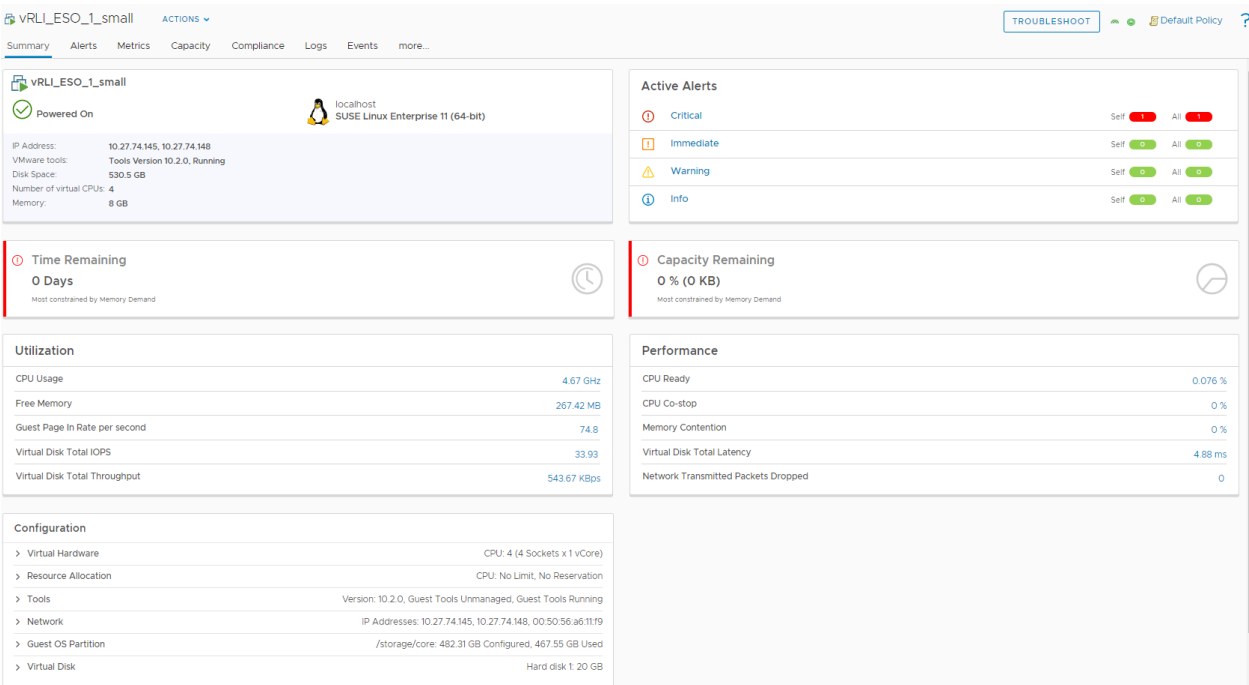 vRLI_ESO_1_small ACTIONS
TROUBLESHOOT Default Policy ?
Summary Alerts Metrics Capacity Compliance Logs Events more...
vRLI_ESO_1_small
Powered On
localhost
SUSE Linux Enterprise 11 (64-bit)
IP Address: 10.27.74.145, 10.27.74.148
VMware tools: Tools Version 10.2.0, Running
Disk Space: 530.5 GB
Number of virtual CPUs: 4
Memory: 8 GB
Active Alerts
Critical Self 1 All 1
Immediate Self 0 All 0
Warning Self 0 All 0
Info Self 0 All 0
Time Remaining
0 Days
Most constrained by Memory Demand
Capacity Remaining
0 % (0 KB)
Most constrained by Memory Demand
Utilization
CPU Usage 4.67 GHz
Free Memory 267.42 MB
Guest Page In Rate per second 74.8
Virtual Disk Total IOPS 33.93
Virtual Disk Total Throughput 543.67 KBps
Performance
CPU Ready 0.076 %
CPU Co-stop 0 %
Memory Contention 0 %
Virtual Disk Total Latency 4.88 ms
Network Transmitted Packets Dropped 0
Configuration
> Virtual Hardware CPU: 4 (4 Sockets x 1 vCore)
> Resource Allocation CPU: No Limit, No Reservation
> Tools Version: 10.2.0, Guest Tools Unmanaged, Guest Tools Running
> Network IP Addresses: 10.27.74.145, 10.27.74.148, 00:50:56:a6:11:f9
> Guest OS Partition /storage/core: 482.31 GB Configured, 467.55 GB Used
> Virtual Disk Hard disk 1: 20 GB